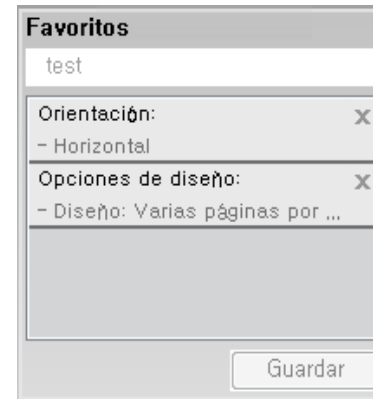 Favoritos
test
Orientación:
X
- Horizontal
Opciones de diseño:
X
- Diseño: Varias páginas por ...
Guardar